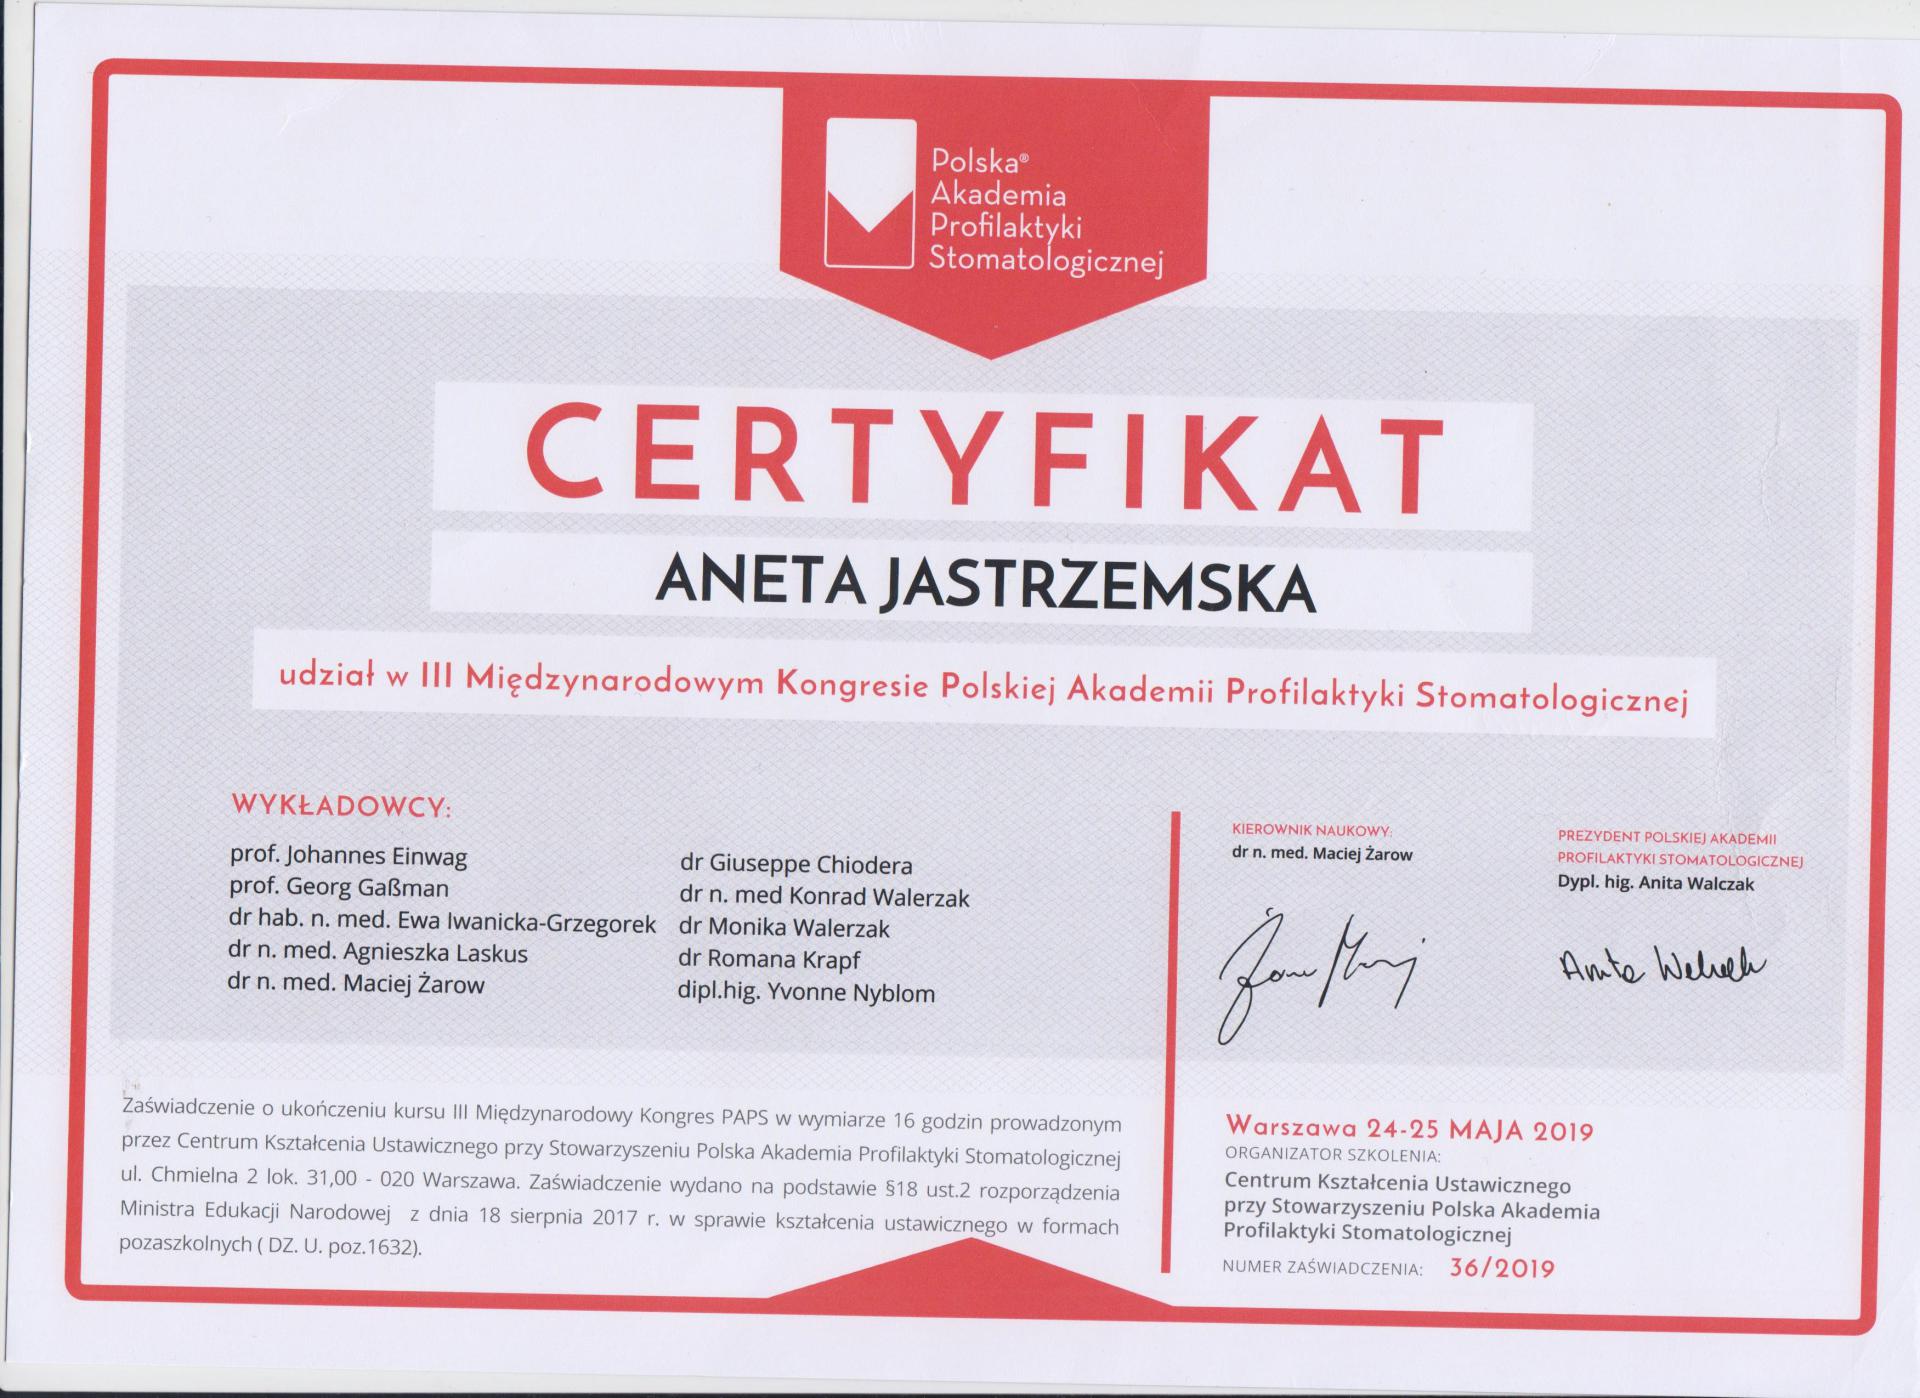 Polska®
Akademia
Profilaktyki
Stomatologicznej
CERTYFIKAT
ANETA JASTRZEMSKA
udział w III Międzynarodowym Kongresie Polskiej Akademii Profilaktyki Stomatologicznej
WYKŁADOWCY:
prof. Johannes Einwag
prof. Georg Gaßman
dr hab. n. med. Ewa Iwanicka-Grzegorek
dr n. med. Agnieszka Laskus
dr n. med. Maciej Żarow
dr Giuseppe Chiodera
dr n. med Konrad Walerzak
dr Monika Walerzak
dr Romana Krapf
dipl.hig. Yvonne Nyblom
KIEROWNIK NAUKOWY:
dr n. med. Maciej Żarow
PREZYDENT POLSKIEJ AKADEMII
PROFILAKTYKI STOMATOLOGICZNEJ
Dypl. hig. Anita Walczak
Zaświadczenie o ukończeniu kursu III Międzynarodowy Kongres PAPS w wymiarze 16 godzin prowadzonym
przez Centrum Kształcenia Ustawicznego przy Stowarzyszeniu Polska Akademia Profilaktyki Stomatologicznej
ul. Chmielna 2 lok. 31,00 - 020 Warszawa. Zaświadczenie wydano na podstawie §18 ust.2 rozporządzenia
Ministra Edukacji Narodowej z dnia 18 sierpnia 2017 r. w sprawie kształcenia ustawicznego w formach
pozaszkolnych ( DZ. U. poz.1632).
Warszawa 24-25 MAJA 2019
ORGANIZATOR SZKOLENIA:
Centrum Kształcenia Ustawicznego
przy Stowarzyszeniu Polska Akademia
Profilaktyki Stomatologicznej
NUMER ZAŚWIADCZENIA: 36/2019